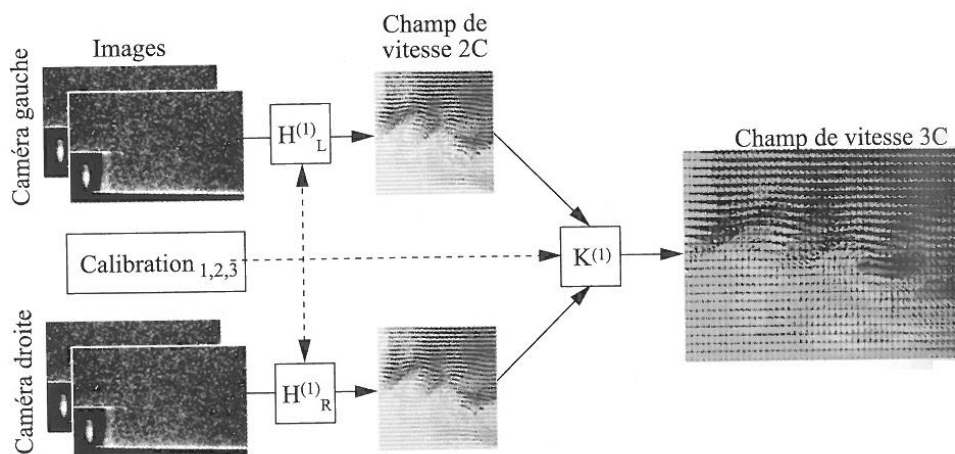 Images
Champ de
vitesse 2C
Caméra gauche
H(1)L
Champ de vitesse 3C
Calibration 1,2,3
K(1)
Caméra droite
H(1)R